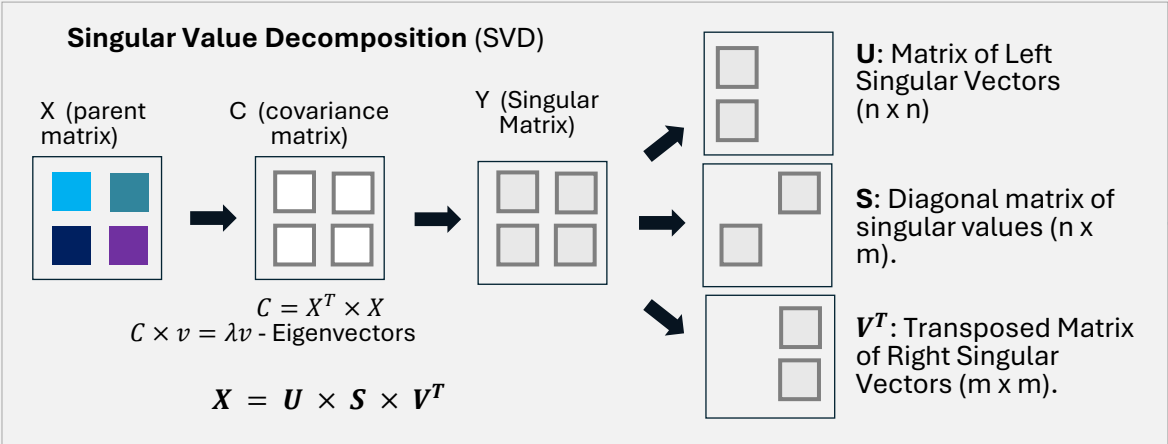 Singular Value Decomposition (SVD)
X (parent
matrix)
C (covariance
matrix)
Y (Singular
Matrix)
C = X^T × X
C × v = λv - Eigenvectors
X = U × S × V^T
U: Matrix of Left
Singular Vectors
(n x n)
S: Diagonal matrix of
singular values (n x
m).
V^T: Transposed Matrix
of Right Singular
Vectors (m x m).